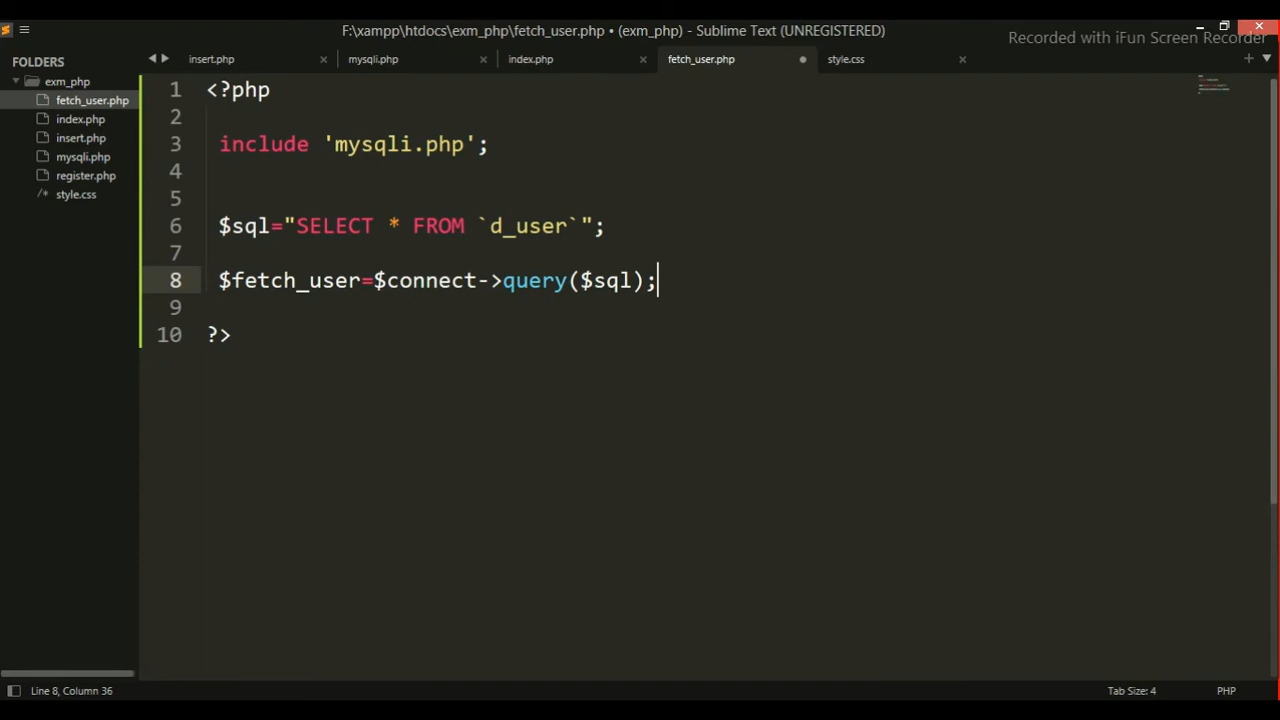 F:\xampp\htdocs\exm_php\fetch_user.php • (exm_php) - Sublime Text (UNREGISTERED)
Recorded with iFun Screen Recorder
FOLDERS
exm_php
fetch_user.php
index.php
insert.php
mysqli.php
register.php
/* style.css
insert.php
mysqli.php
index.php
fetch_user.php
style.css
1 <?php
2
3 include 'mysqli.php';
4
5
6 $sql="SELECT * FROM `d_user`";
7
8 $fetch_user=$connect->query($sql);
9
10 ?>
Line 8, Column 36
Tab Size: 4
PHP